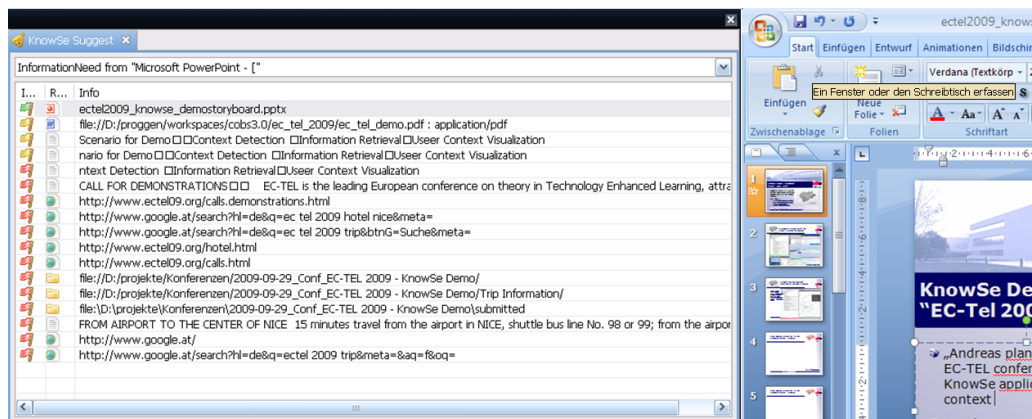 KnowSe Suggest
InformationNeed from "Microsoft PowerPoint - ["
I... R... Info
ectel2009_knowse_demostoryboard.pptx
file://D:/proggen/workspaces/cobs3.0/ec_tel_2009/ec_tel_demo.pdf : application/pdf
Scenario for Demo□□Context Detection □Information Retrieval□Useer Context Visualization
nario for Demo□□Context Detection □Information Retrieval□Useer Context Visualization
ntext Detection □Information Retrieval□Useer Context Visualization
CALL FOR DEMONSTRATIONS□□ EC-TEL is the leading European conference on theory in Technology Enhanced Learning, attra
http://www.ectel09.org/calls.demonstrations.html
http://www.google.at/search?hl=de&q=ec tel 2009 hotel nice&meta=
http://www.google.at/search?hl=de&q=ec tel 2009 trip&btnG=Suche&meta=
http://www.ectel09.org/hotel.html
http://www.ectel09.org/calls.html
file://D:/projekte/Konferenzen/2009-09-29_Conf_EC-TEL 2009 - KnowSe Demo/
file://D:/projekte/Konferenzen/2009-09-29_Conf_EC-TEL 2009 - KnowSe Demo/Trip Information/
file:\D:\projekte\Konferenzen\2009-09-29_Conf_EC-TEL 2009 - KnowSe Demo\submitted
FROM AIRPORT TO THE CENTER OF NICE 15 minutes travel from the airport in NICE, shuttle bus line No. 98 or 99; from the airpor
http://www.google.at/
http://www.google.at/search?hl=de&q=ectel 2009 trip&meta=&aq=f&oq=
ectel2009_knows
Start Einfügen Entwurf Animationen Bildschir
Verdana (Textkörp
Ein Fenster oder den Schreibtisch erfassen
Einfügen Neue Folie
Zwischenablage Folien Schriftart
1
2
3
4
5
KnowSe De
"EC-Tel 200
„Andreas plan
EC-TEL confer
KnowSe applic
context